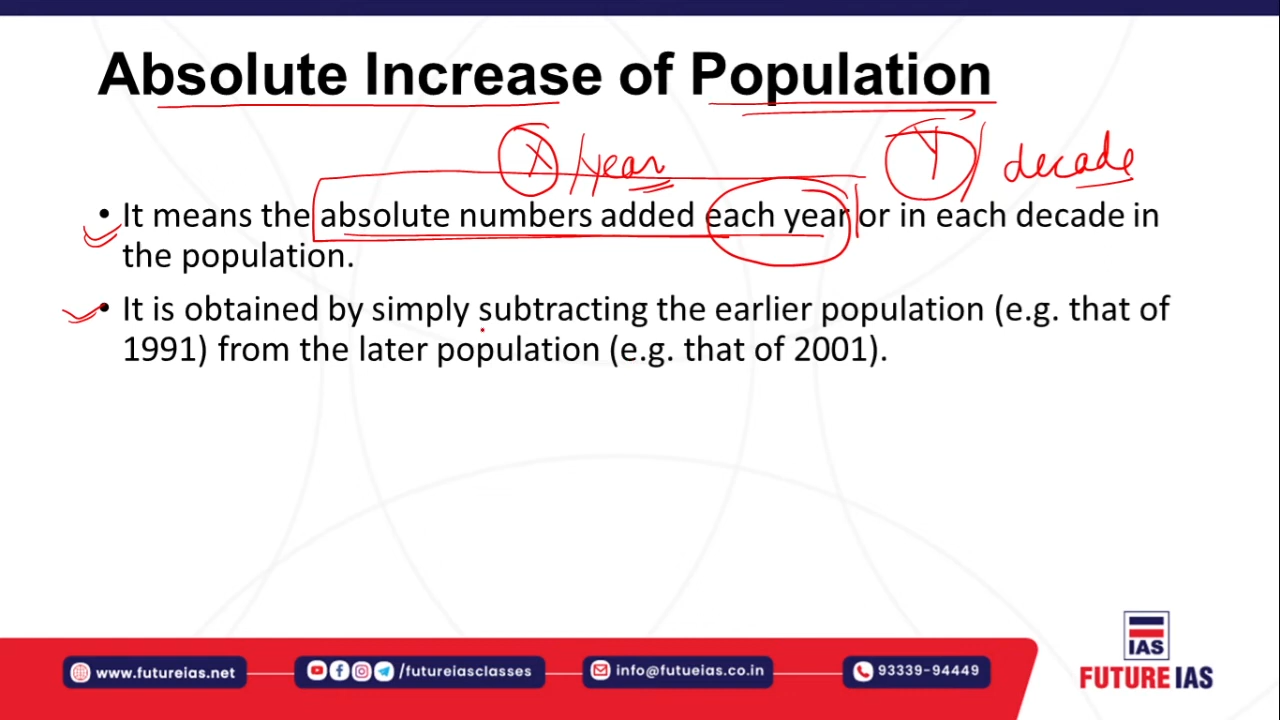 Absolute Increase of Population
X /year
Y / decade
• It means the absolute numbers added each year or in each decade in
the population.
• It is obtained by simply subtracting the earlier population (e.g. that of
1991) from the later population (e.g. that of 2001).
IAS
www.futureias.net
/futureiasclasses
info@futueias.co.in
93339-94449
FUTURE IAS